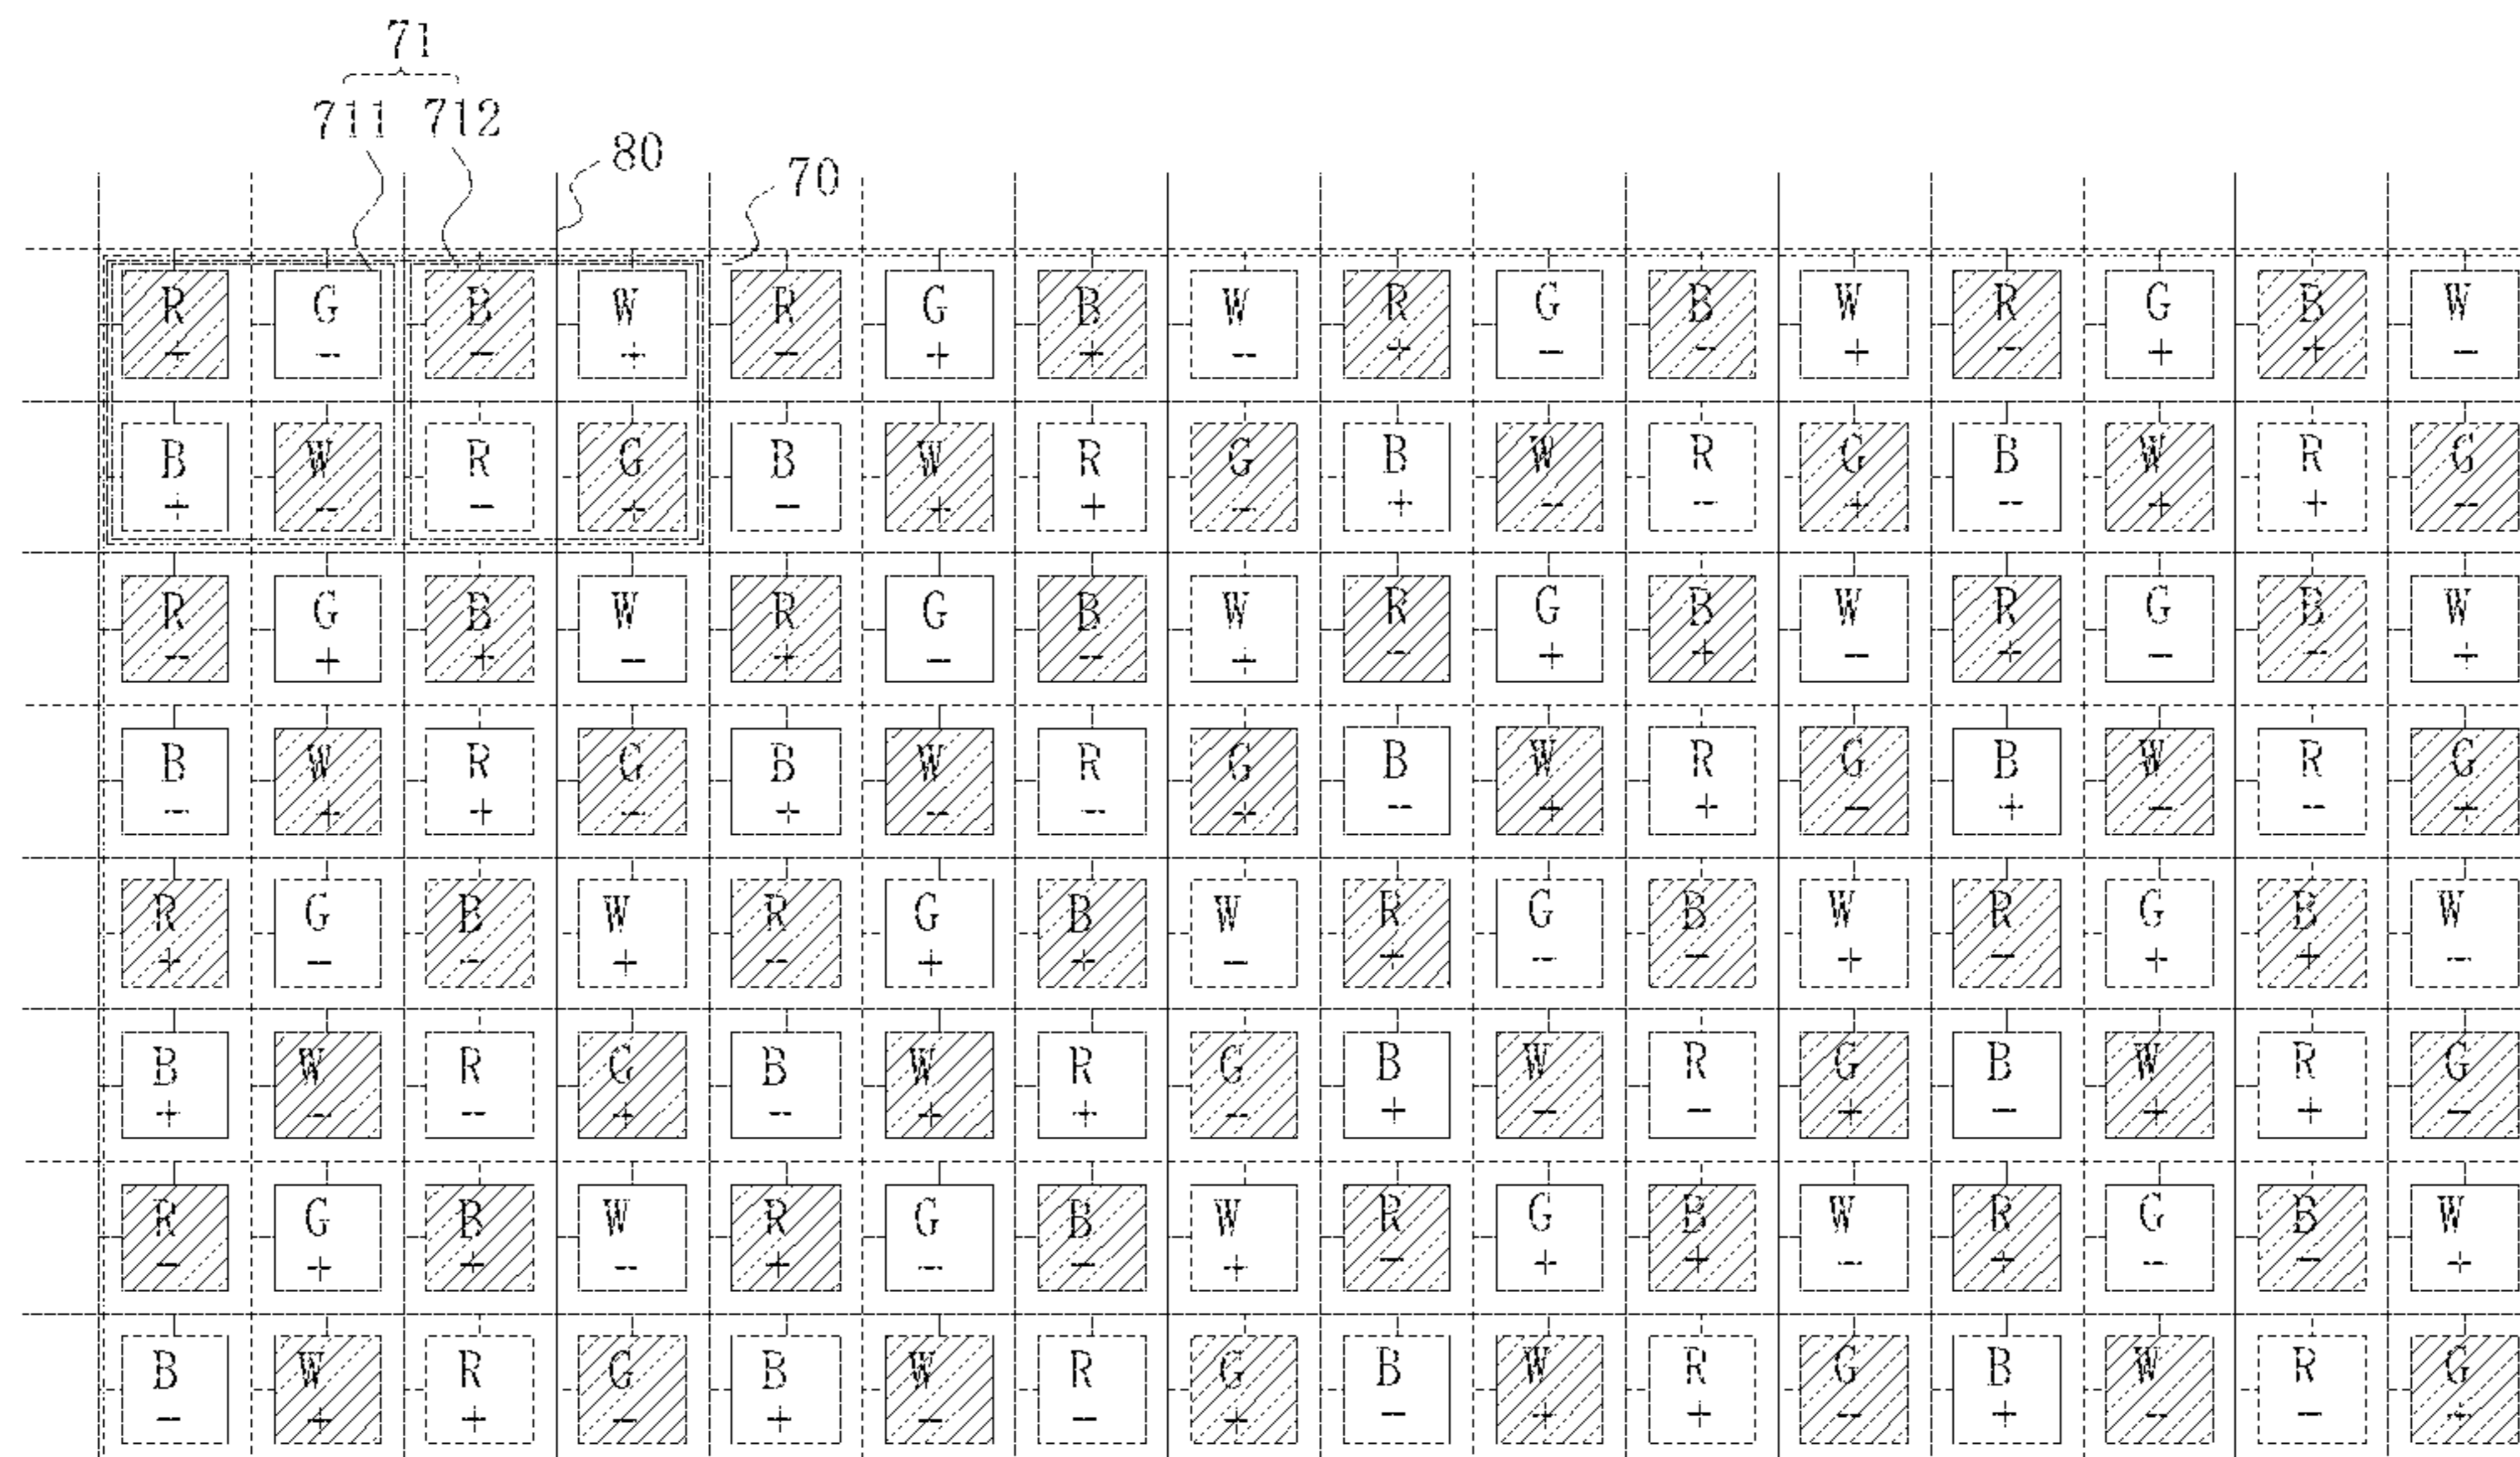 71
711 712
80
70
R G B W R G B W R G B W R G B W
+ - - + - + + - + - - + - + + -
B W R G B W R G B W R G B W R G
+ - - + - + + - + - - + - + + -
R G B W R G B W R G B W R G B W
- + + - + - - + - + + - + - - +
B W R G B W R G B W R G B W R G
- + + - + - - + - + + - + - - +
R G B W R G B W R G B W R G B W
+ - - + - + + - + - - + - + + -
B W R G B W R G B W R G B W R G
+ - - + - + + - + - - + - + + -
R G B W R G B W R G B W R G B W
- + + - + - - + - + + - + - - +
B W R G B W R G B W R G B W R G
- + + - + - - + - + + - + - - +